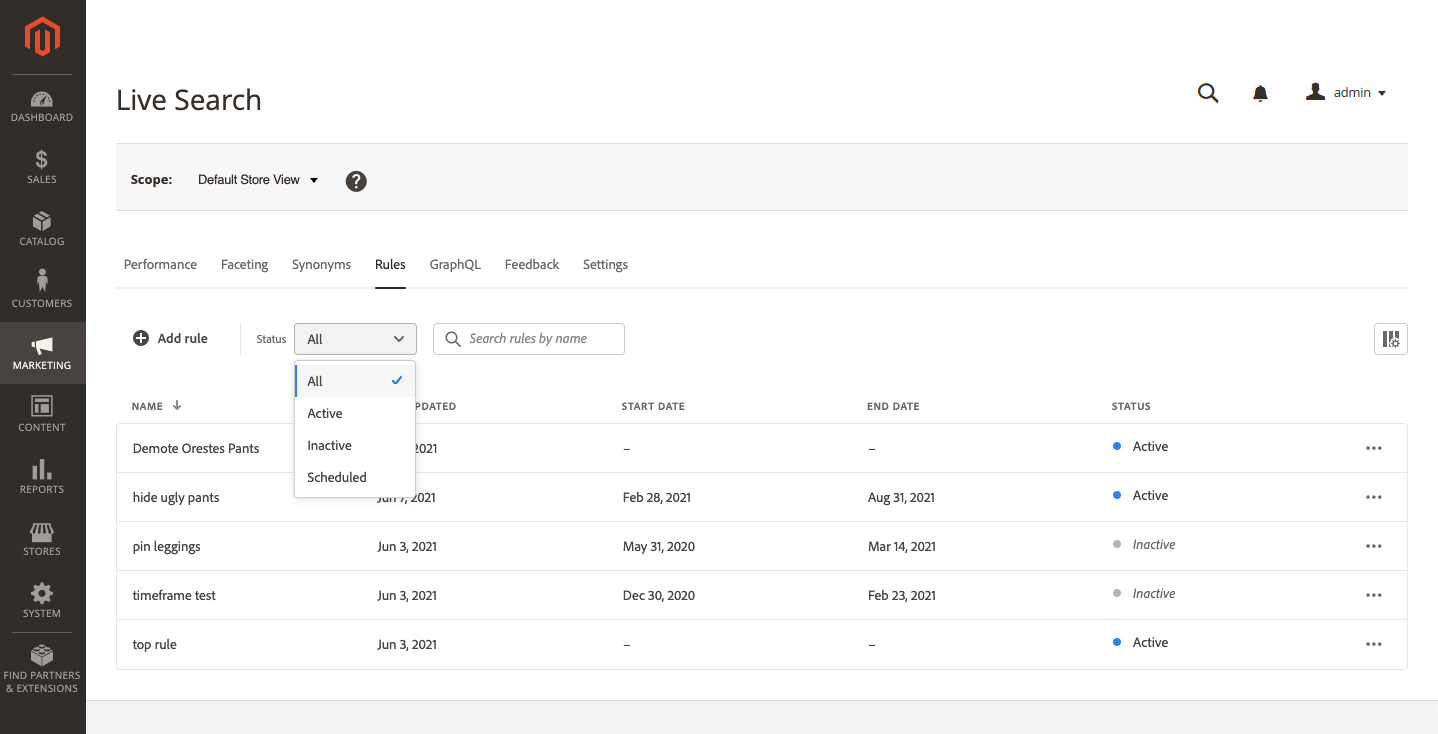 Live Search
admin
DASHBOARD
SALES
CATALOG
CUSTOMERS
MARKETING
CONTENT
REPORTS
STORES
SYSTEM
FIND PARTNERS
& EXTENSIONS
Scope: Default Store View ?
Performance Faceting Synonyms Rules GraphQL Feedback Settings
Add rule Status All Search rules by name
All
Active
Inactive
Scheduled
NAME START DATE END DATE STATUS
Demote Orestes Pants 2021 – – Active •••
hide ugly pants Jun 7, 2021 Feb 28, 2021 Aug 31, 2021 Active •••
pin leggings Jun 3, 2021 May 31, 2020 Mar 14, 2021 Inactive •••
timeframe test Jun 3, 2021 Dec 30, 2020 Feb 23, 2021 Inactive •••
top rule Jun 3, 2021 – – Active •••